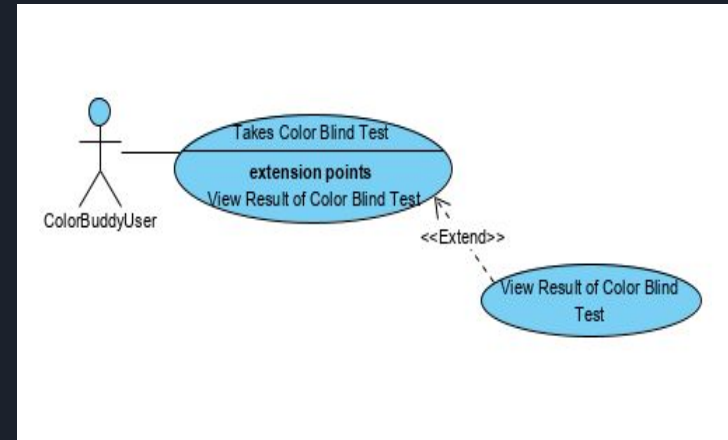 Takes Color Blind Test
extension points
View Result of Color Blind Test
ColorBuddyUser
<<Extend>>
View Result of Color Blind
Test